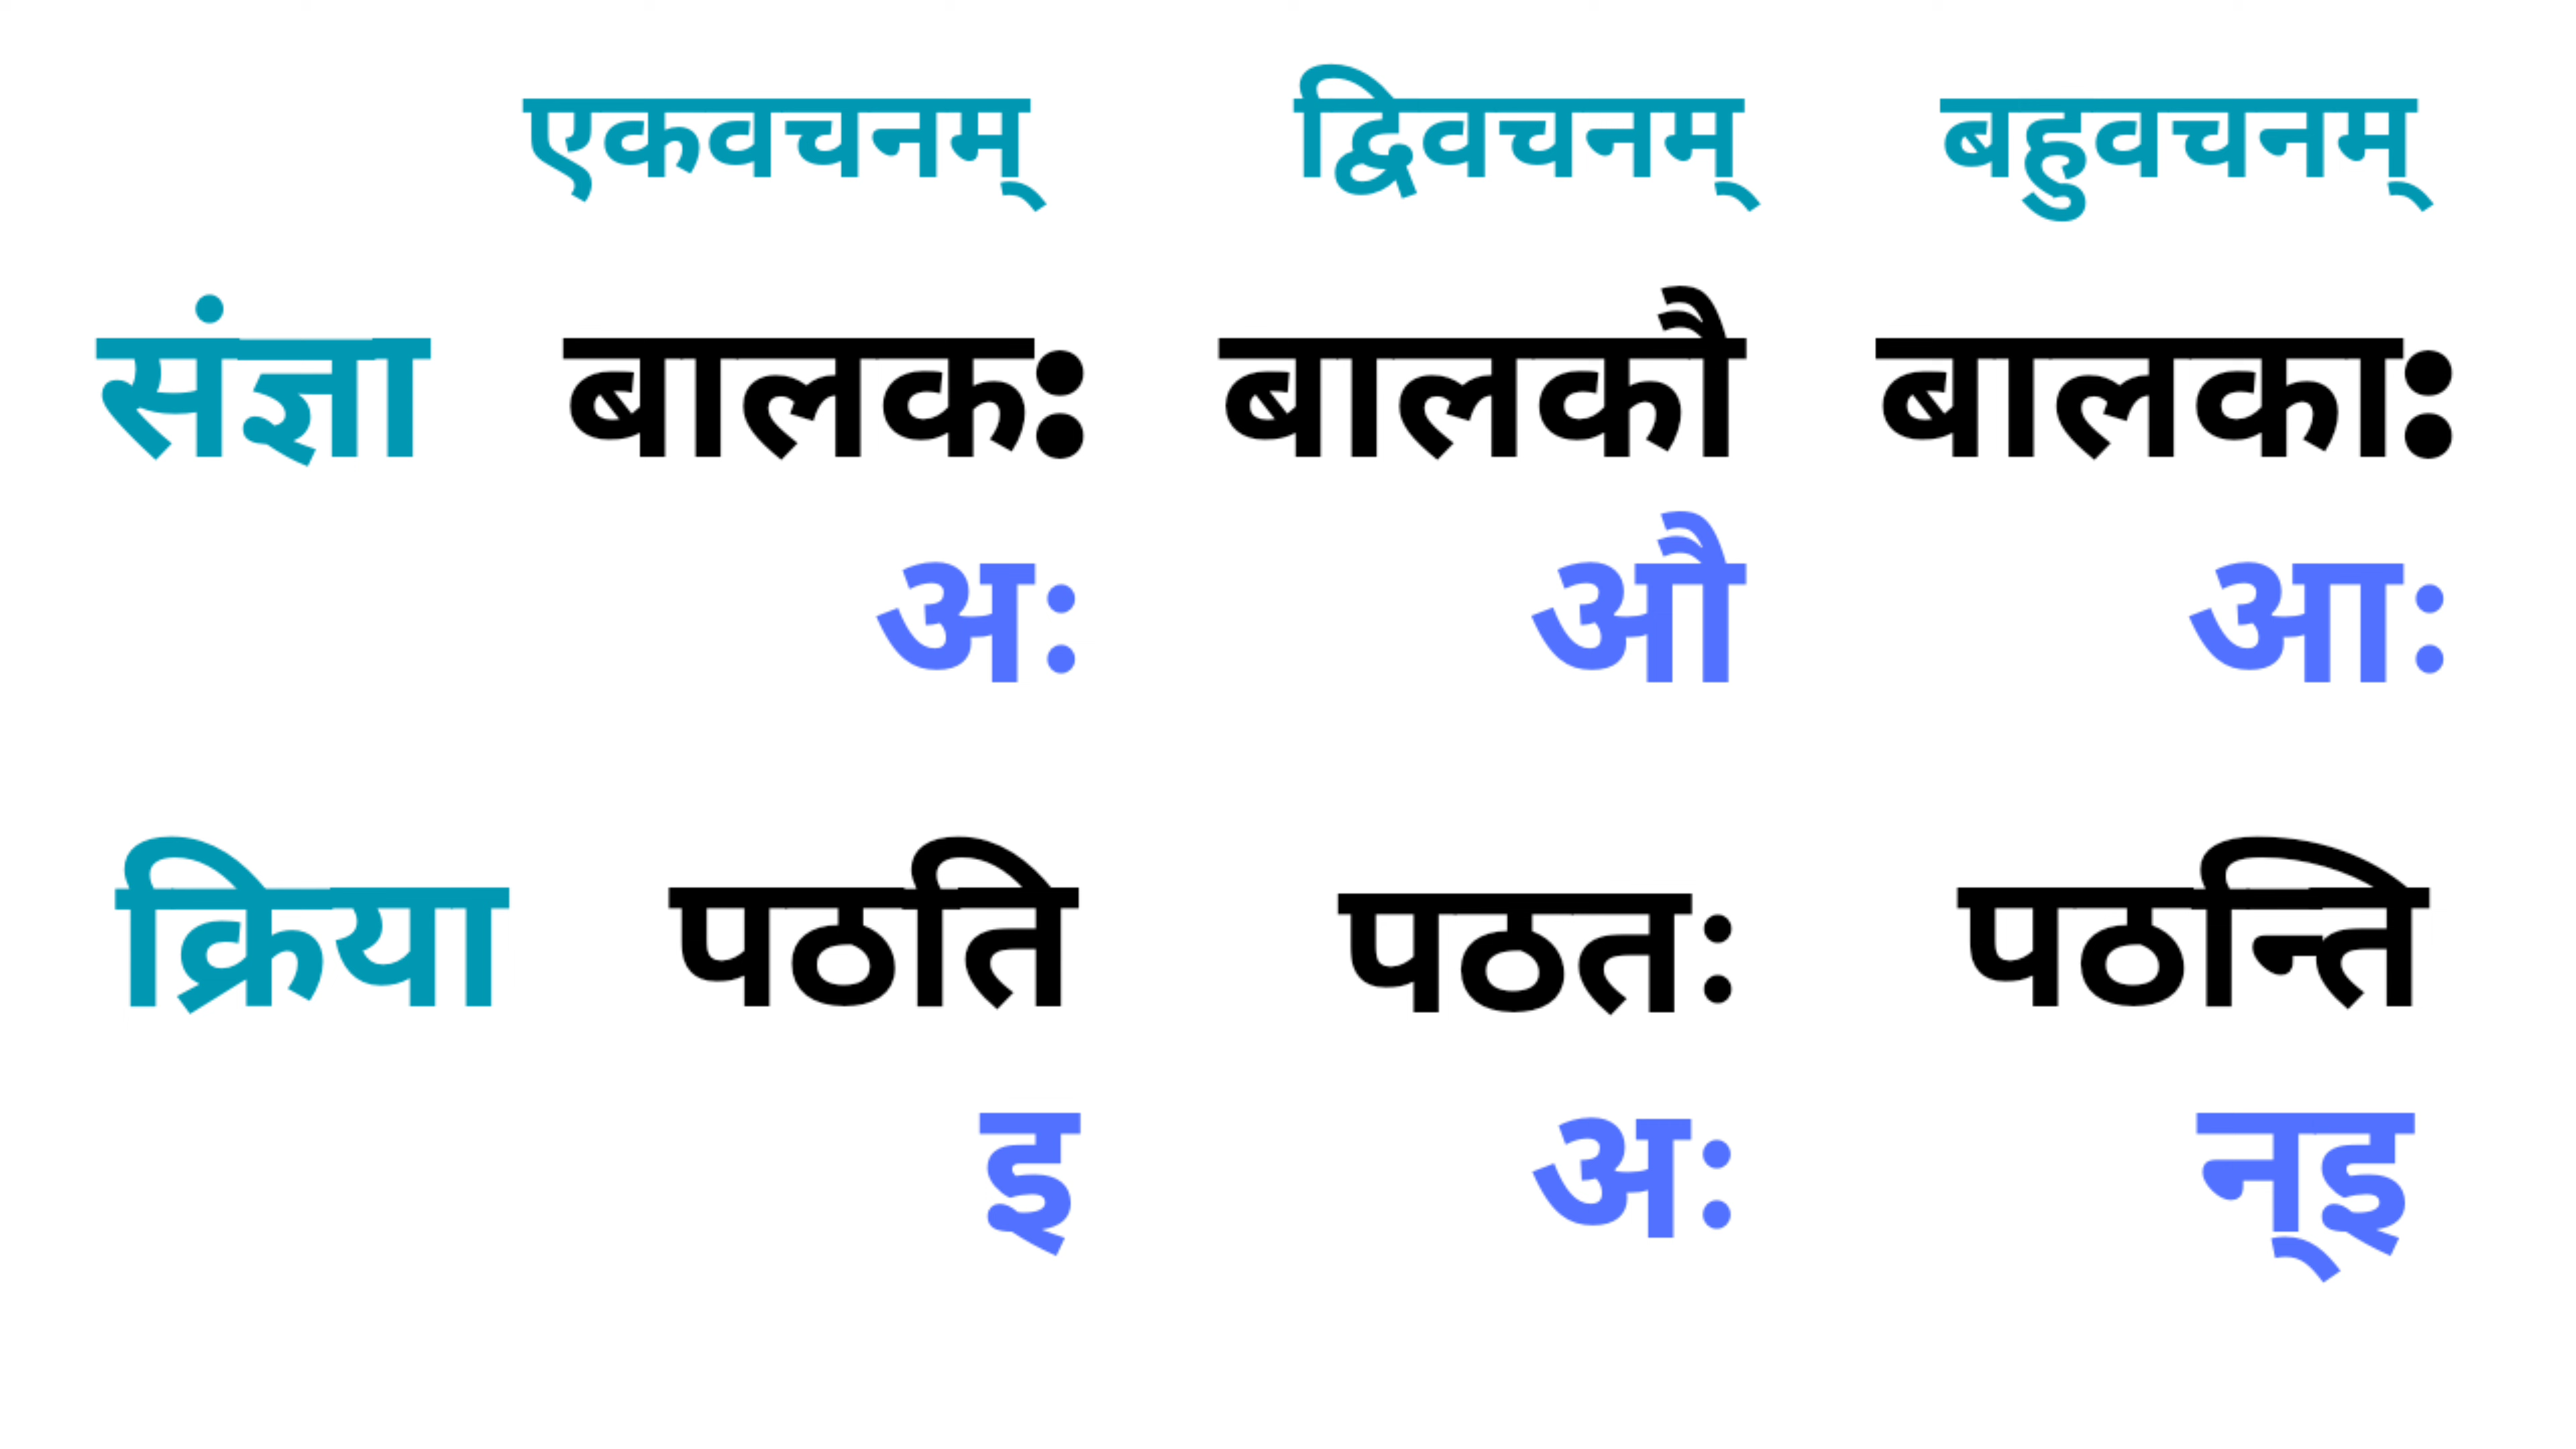 एकवचनम् द्विवचनम् बहुवचनम्
संज्ञा बालक: बालकौ बालका:
अः औ आः
क्रिया पठति पठतः पठन्ति
इ अः न्इ